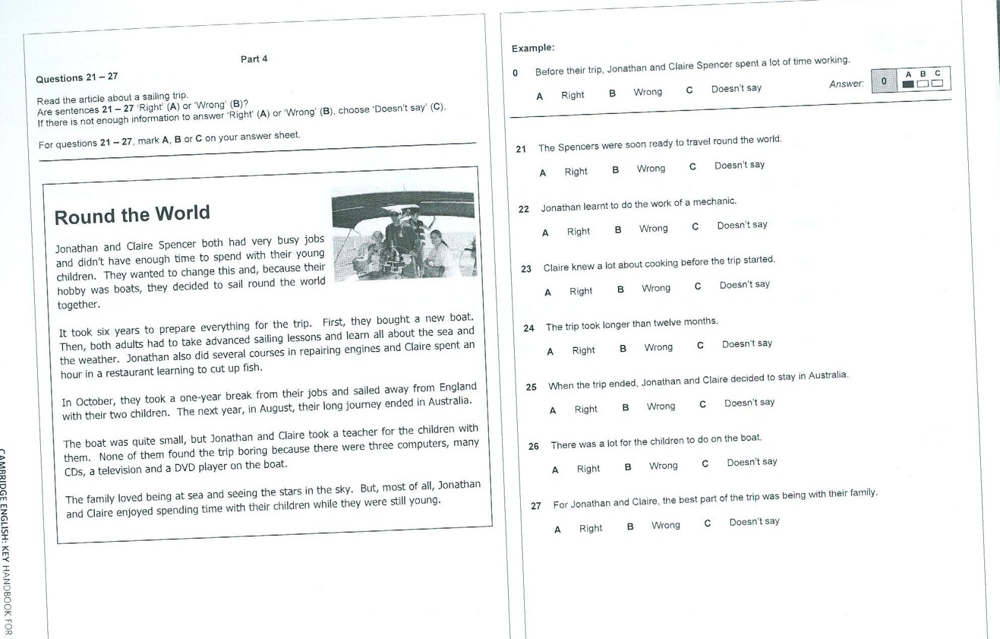 Part 4
Questions 21 – 27
Read the article about a sailing trip.
Are sentences 21 – 27 'Right' (A) or 'Wrong' (B)?
If there is not enough information to answer 'Right' (A) or 'Wrong' (B), choose 'Doesn't say' (C).
For questions 21 – 27, mark A, B or C on your answer sheet.
Round the World
Jonathan and Claire Spencer both had very busy jobs
and didn't have enough time to spend with their young
children. They wanted to change this and, because their
hobby was boats, they decided to sail round the world
together.
It took six years to prepare everything for the trip. First, they bought a new boat.
Then, both adults had to take advanced sailing lessons and learn all about the sea and
the weather. Jonathan also did several courses in repairing engines and Claire spent an
hour in a restaurant learning to cut up fish.
In October, they took a one-year break from their jobs and sailed away from England
with their two children. The next year, in August, their long journey ended in Australia.
The boat was quite small, but Jonathan and Claire took a teacher for the children with
them. None of them found the trip boring because there were three computers, many
CDs, a television and a DVD player on the boat.
The family loved being at sea and seeing the stars in the sky. But, most of all, Jonathan
and Claire enjoyed spending time with their children while they were still young.
CAMBRIDGE ENGLISH: KEY HANDBOOK FOR
Example:
0 Before their trip, Jonathan and Claire Spencer spent a lot of time working.
A Right B Wrong C Doesn't say Answer: 0 A B C
21 The Spencers were soon ready to travel round the world.
A Right B Wrong C Doesn't say
22 Jonathan learnt to do the work of a mechanic.
A Right B Wrong C Doesn't say
23 Claire knew a lot about cooking before the trip started.
A Right B Wrong C Doesn't say
24 The trip took longer than twelve months.
A Right B Wrong C Doesn't say
25 When the trip ended, Jonathan and Claire decided to stay in Australia.
A Right B Wrong C Doesn't say
26 There was a lot for the children to do on the boat.
A Right B Wrong C Doesn't say
27 For Jonathan and Claire, the best part of the trip was being with their family.
A Right B Wrong C Doesn't say